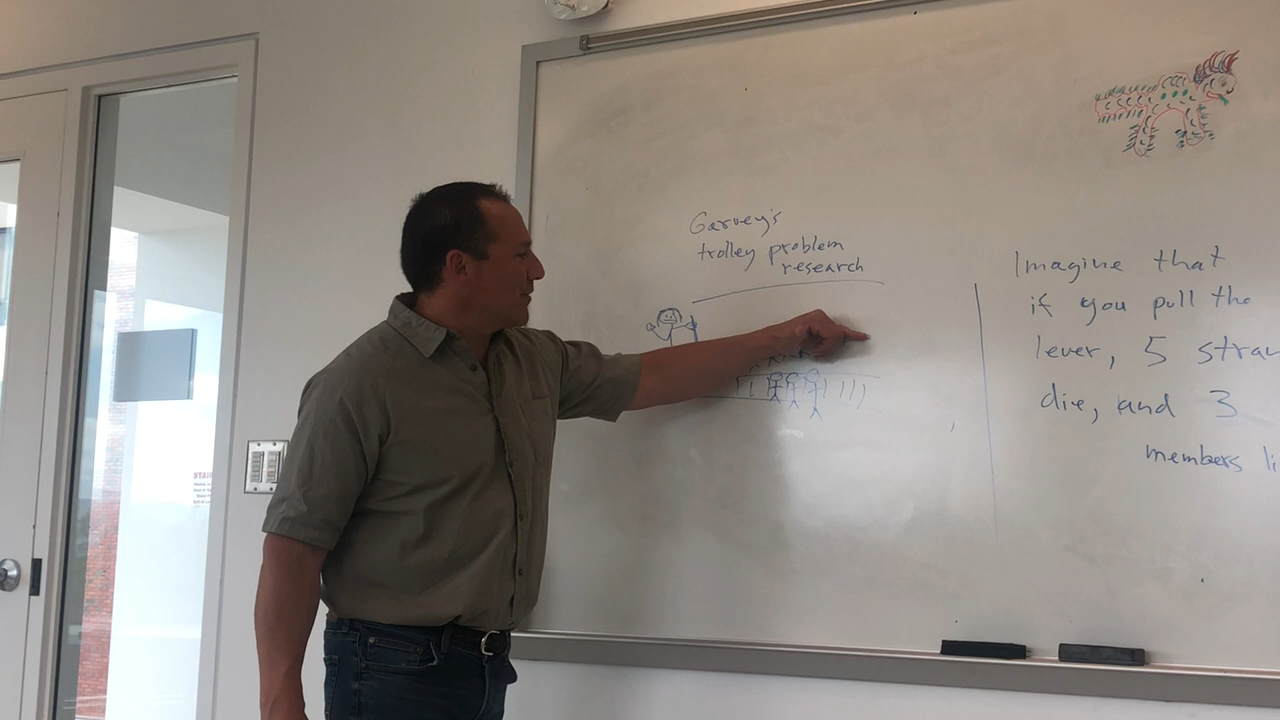 Garvey's
trolley problem
research
Imagine that
if you pull the
lever, 5
die, and 3
members